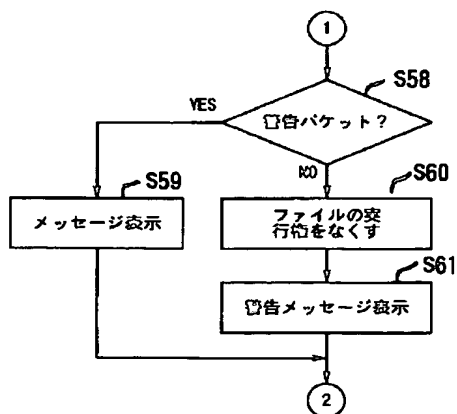 1
S58
YES
警告パケット?
NO
S59
S60
メッセージ表示
ファイルの実
行権をなくす
S61
警告メッセージ表示
2